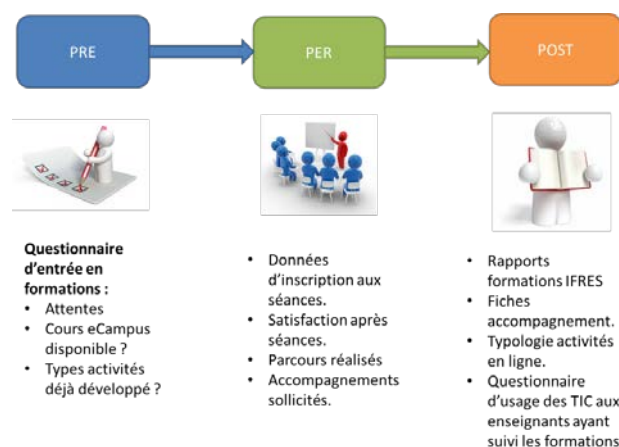 PRE
PER
POST
Questionnaire
d'entrée en
formations :
• Attentes
• Cours eCampus
disponible ?
• Types activités
déjà développé ?
• Données
d'inscription aux
séances.
• Satisfaction après
séances.
• Parcours réalisés
• Accompagnements
sollicités.
• Rapports
formations IFRES
• Fiches
accompagnement.
• Typologie activités
en ligne.
• Questionnaire
d'usage des TIC aux
enseignants ayant
suivi les formations